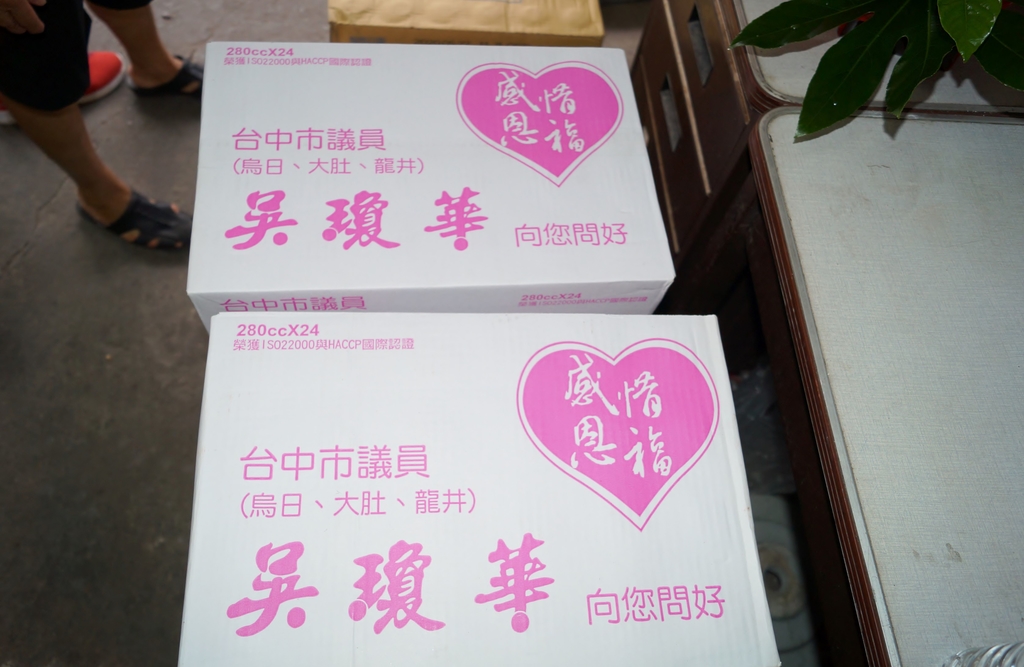 280ccX24
榮獲ISO22000與HACCP國際認證
感恩
惜福
台中市議員
(烏日、大肚、龍井)
吳瓊華 向您問好
台中市議員
280ccX24
榮獲ISO22000與HACCP國際認證
280ccX24
榮獲ISO22000與HACCP國際認證
感恩
惜福
台中市議員
(烏日、大肚、龍井)
吳瓊華 向您問好